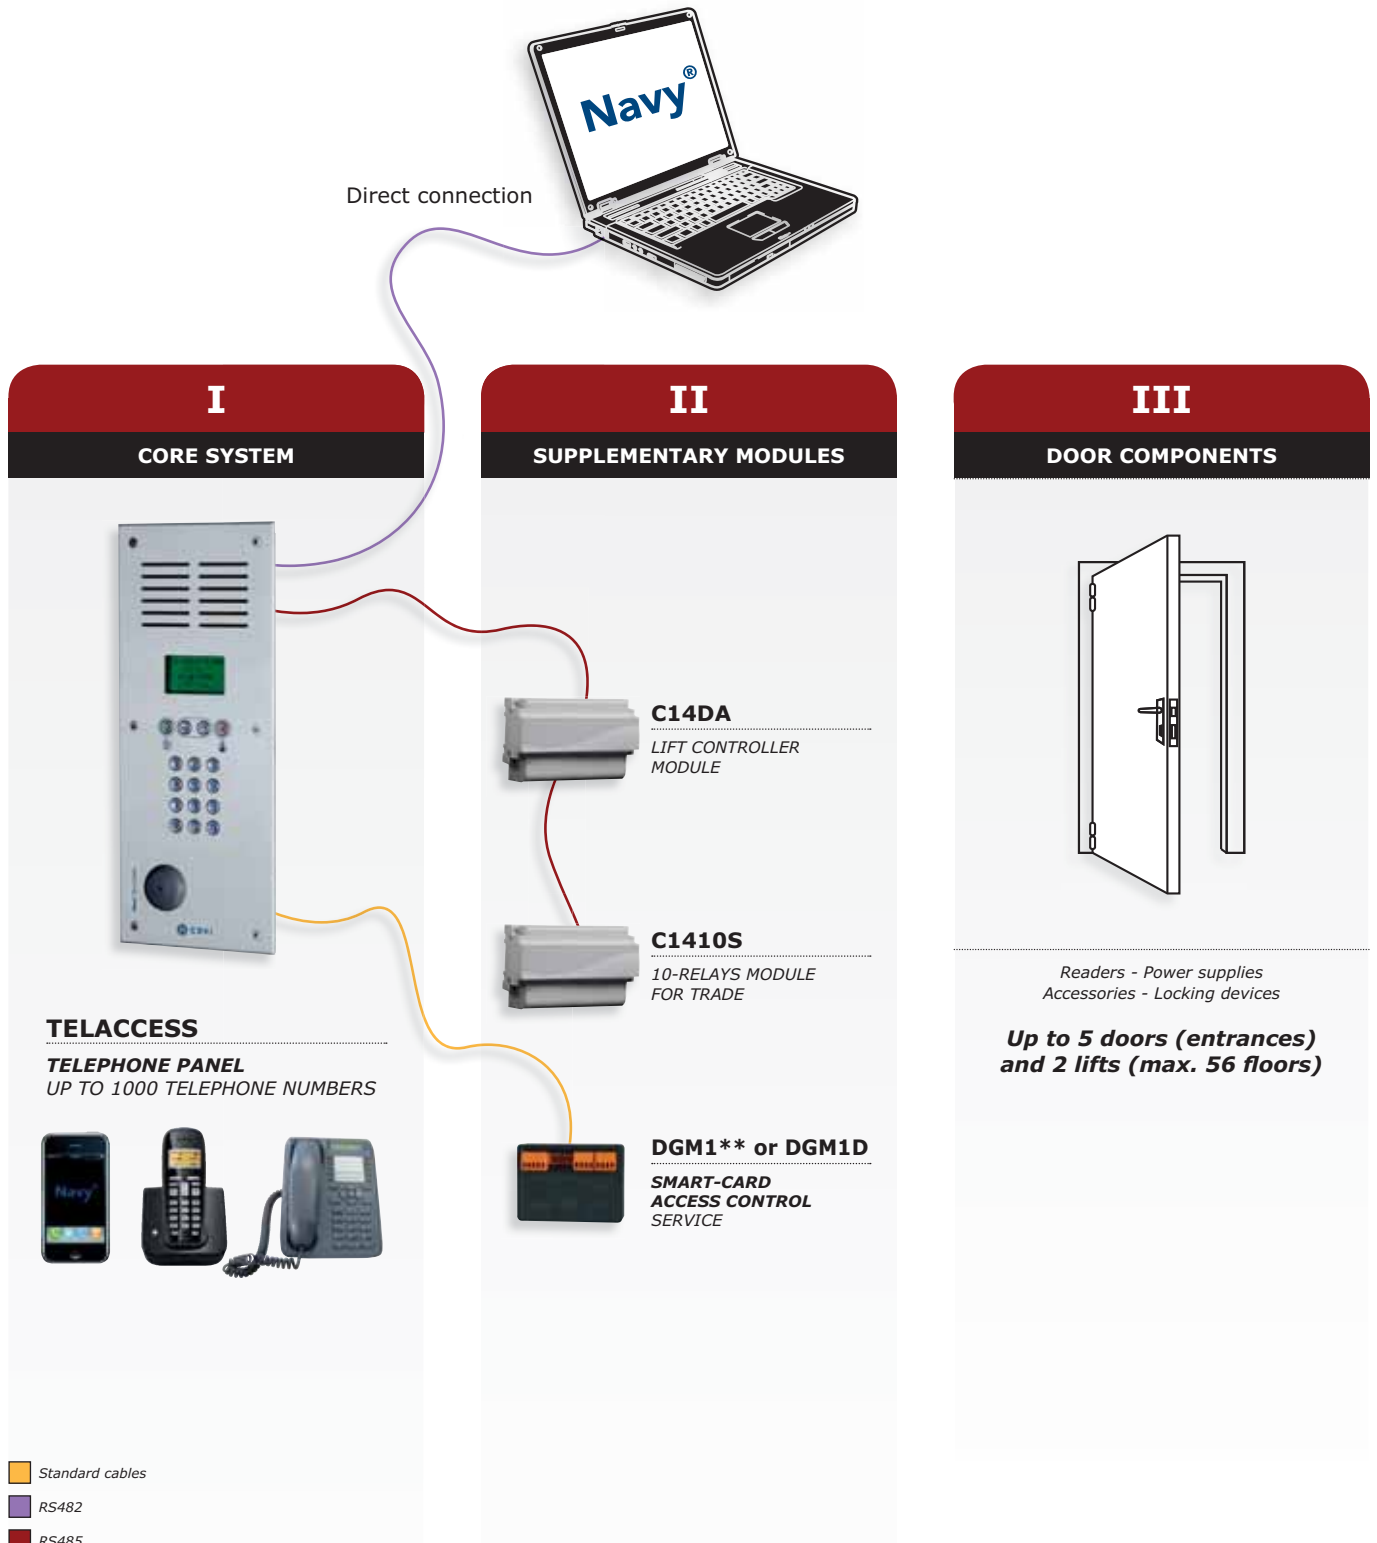 Navy®
Direct connection
I
CORE SYSTEM
TELACCESS
TELEPHONE PANEL
UP TO 1000 TELEPHONE NUMBERS
Navy
II
SUPPLEMENTARY MODULES
C14DA
LIFT CONTROLLER
MODULE
C1410S
10-RELAYS MODULE
FOR TRADE
DGM1** or DGM1D
SMART-CARD
ACCESS CONTROL
SERVICE
III
DOOR COMPONENTS
Readers - Power supplies
Accessories - Locking devices
Up to 5 doors (entrances)
and 2 lifts (max. 56 floors)
Standard cables
RS482
RS485